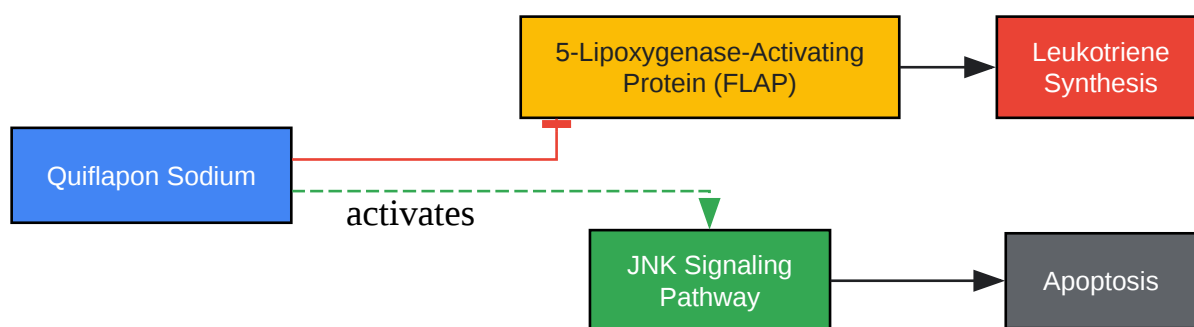 5-Lipoxygenase-Activating
Protein (FLAP)
Leukotriene
Synthesis
Quiflapon Sodium
activates
JNK Signaling
Pathway
Apoptosis